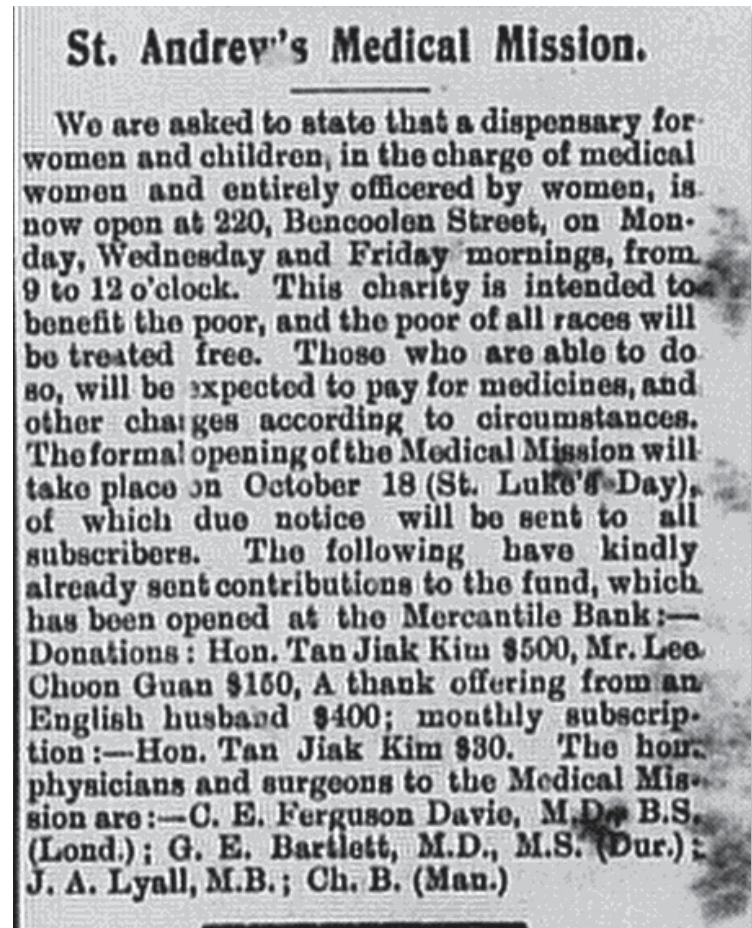 St. Andrew's Medical Mission.
We are asked to state that a dispensary for
women and children, in the charge of medical
women and entirely officered by women, is
now open at 220, Bencoolen Street, on Mon-
day, Wednesday and Friday mornings, from
9 to 12 o'clock. This charity is intended to
benefit the poor, and the poor of all races will
be treated free. Those who are able to do
so, will be expected to pay for medicines, and
other charges according to circumstances.
The formal opening of the Medical Mission will
take place on October 18 (St. Luke's Day),
of which due notice will be sent to all
subscribers. The following have kindly
already sent contributions to the fund, which
has been opened at the Mercantile Bank:—
Donations: Hon. Tan Jiak Kim $500, Mr. Lee
Choon Guan $150, A thank offering from an
English husband $400; monthly subscrip-
tion:—Hon. Tan Jiak Kim $30. The hon.
physicians and surgeons to the Medical Mis-
sion are:—C. E. Ferguson Davie, M.D., B.S.
(Lond.); G. E. Bartlett, M.D., M.S. (Dur.);
J. A. Lyall, M.B.; Ch. B. (Man.)